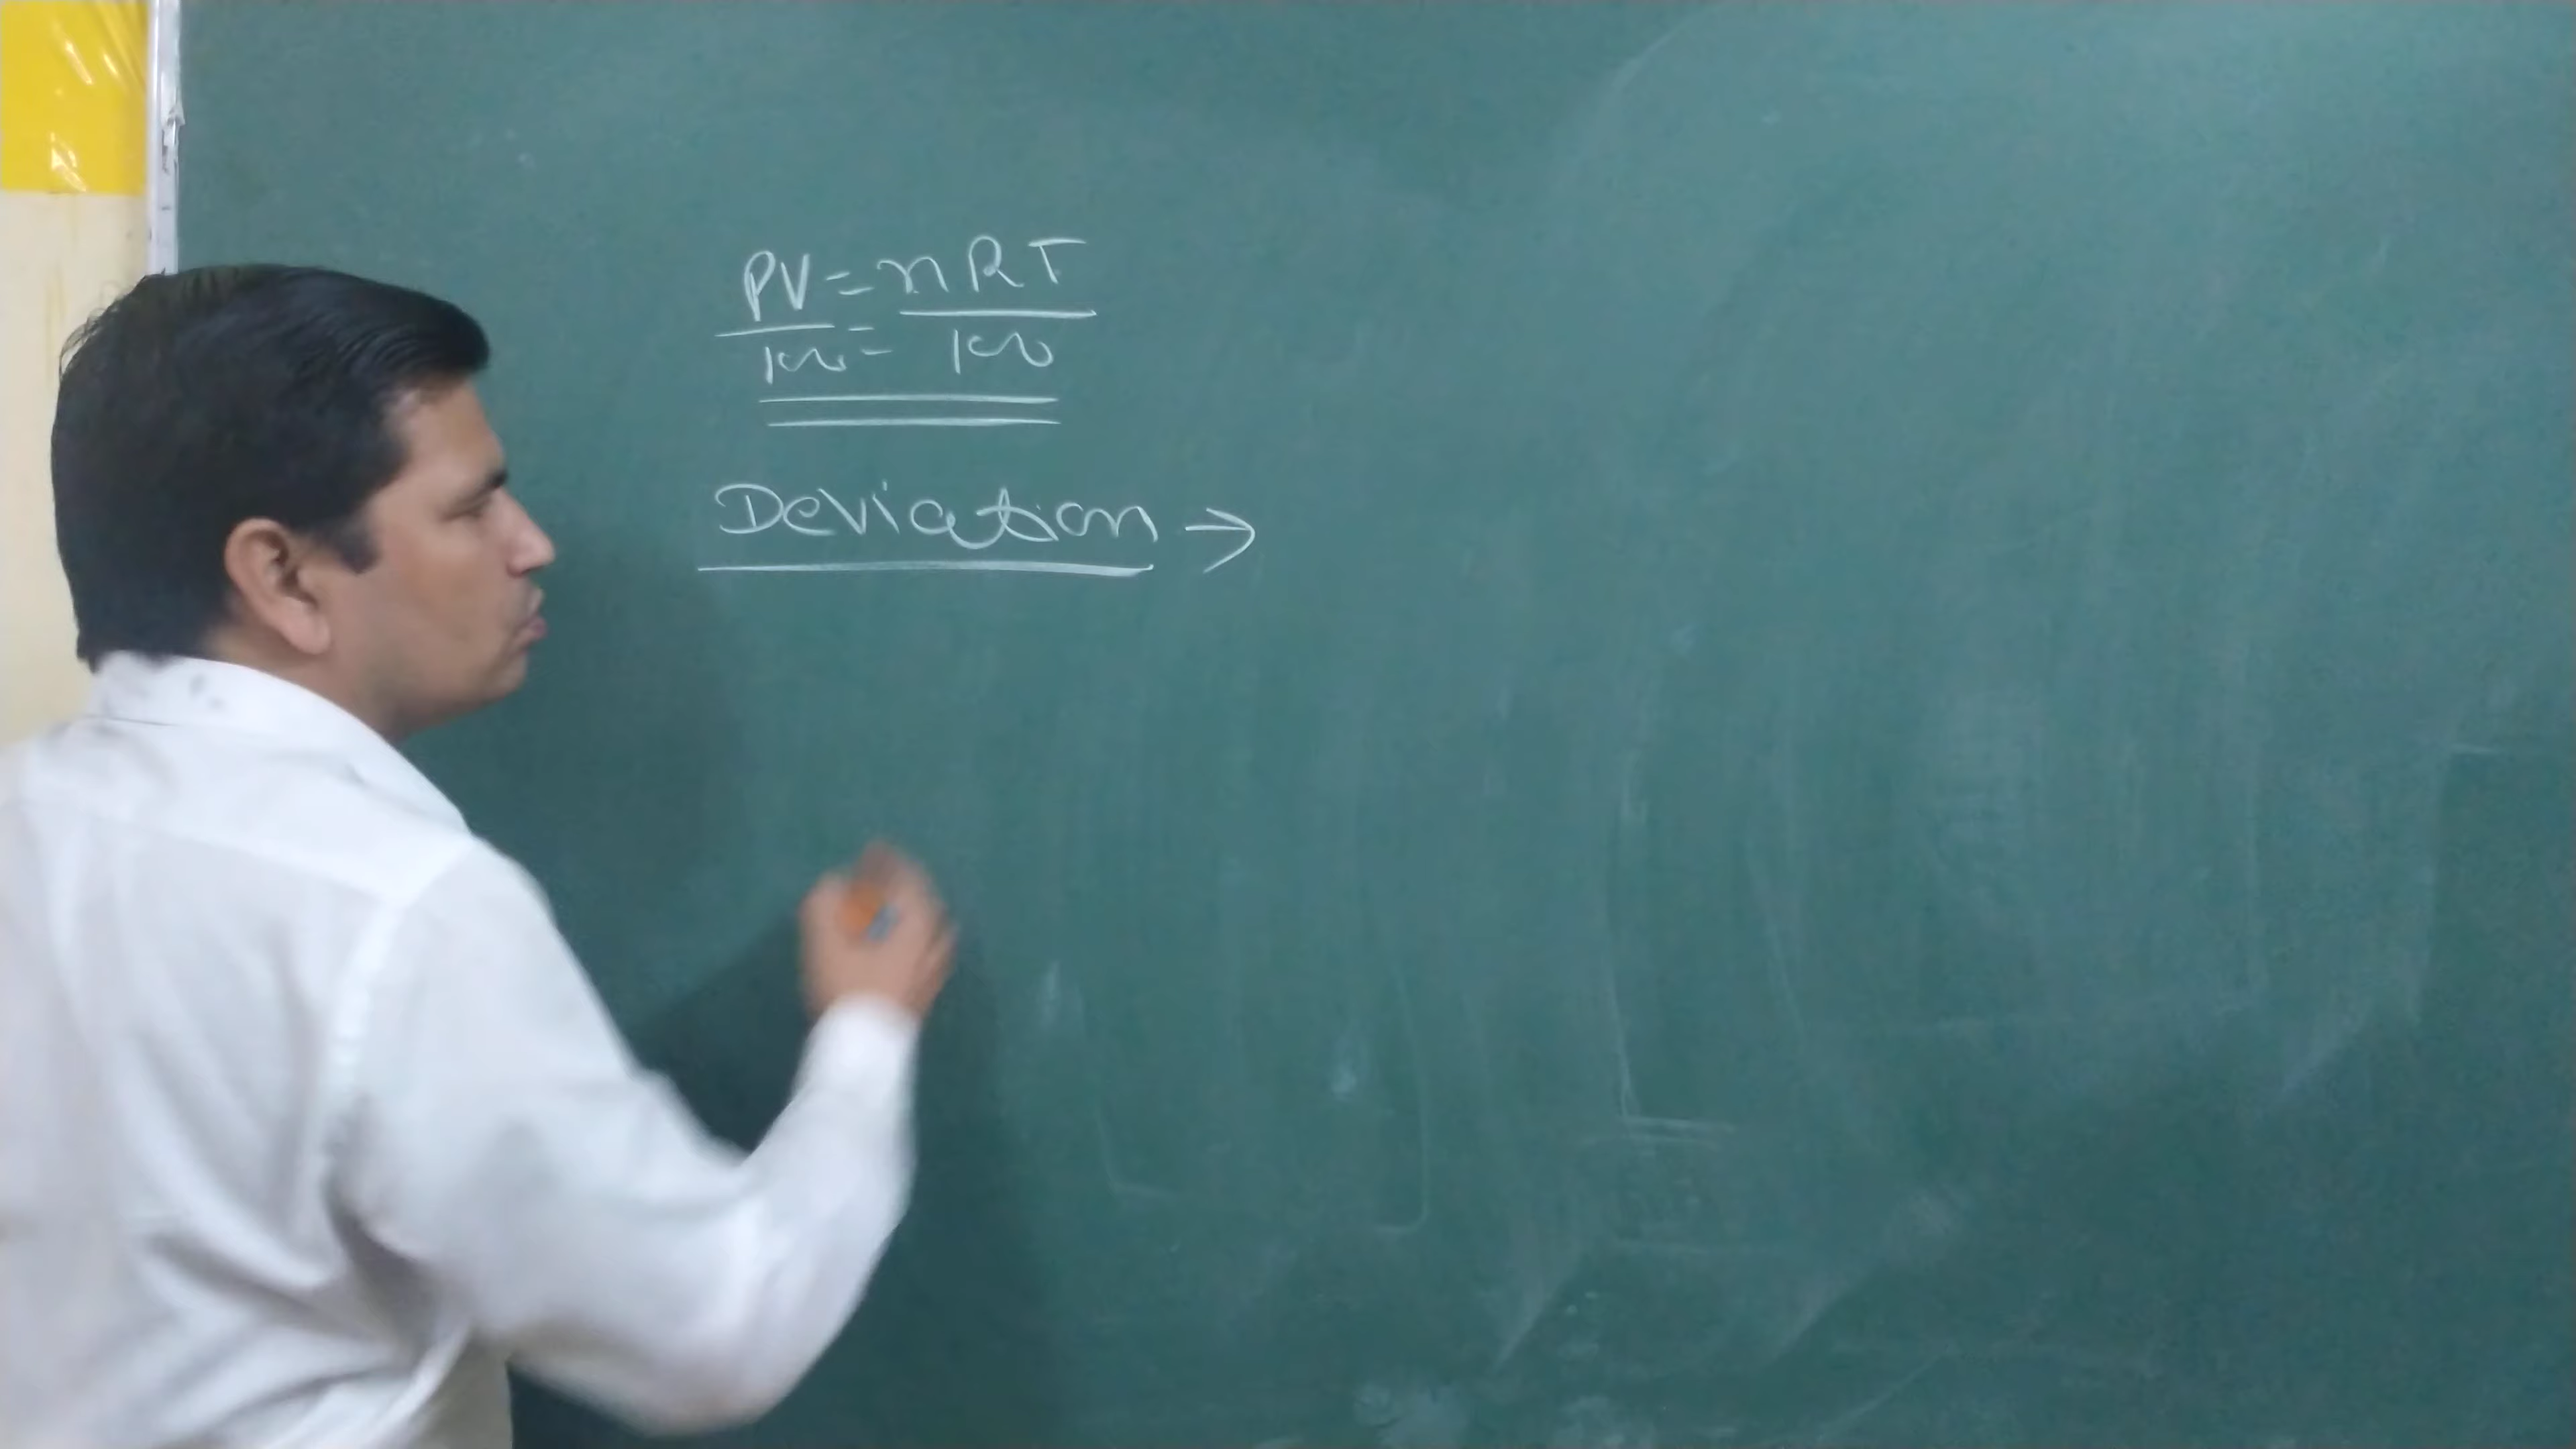 PV = nRT
100 = 100
Deviation →